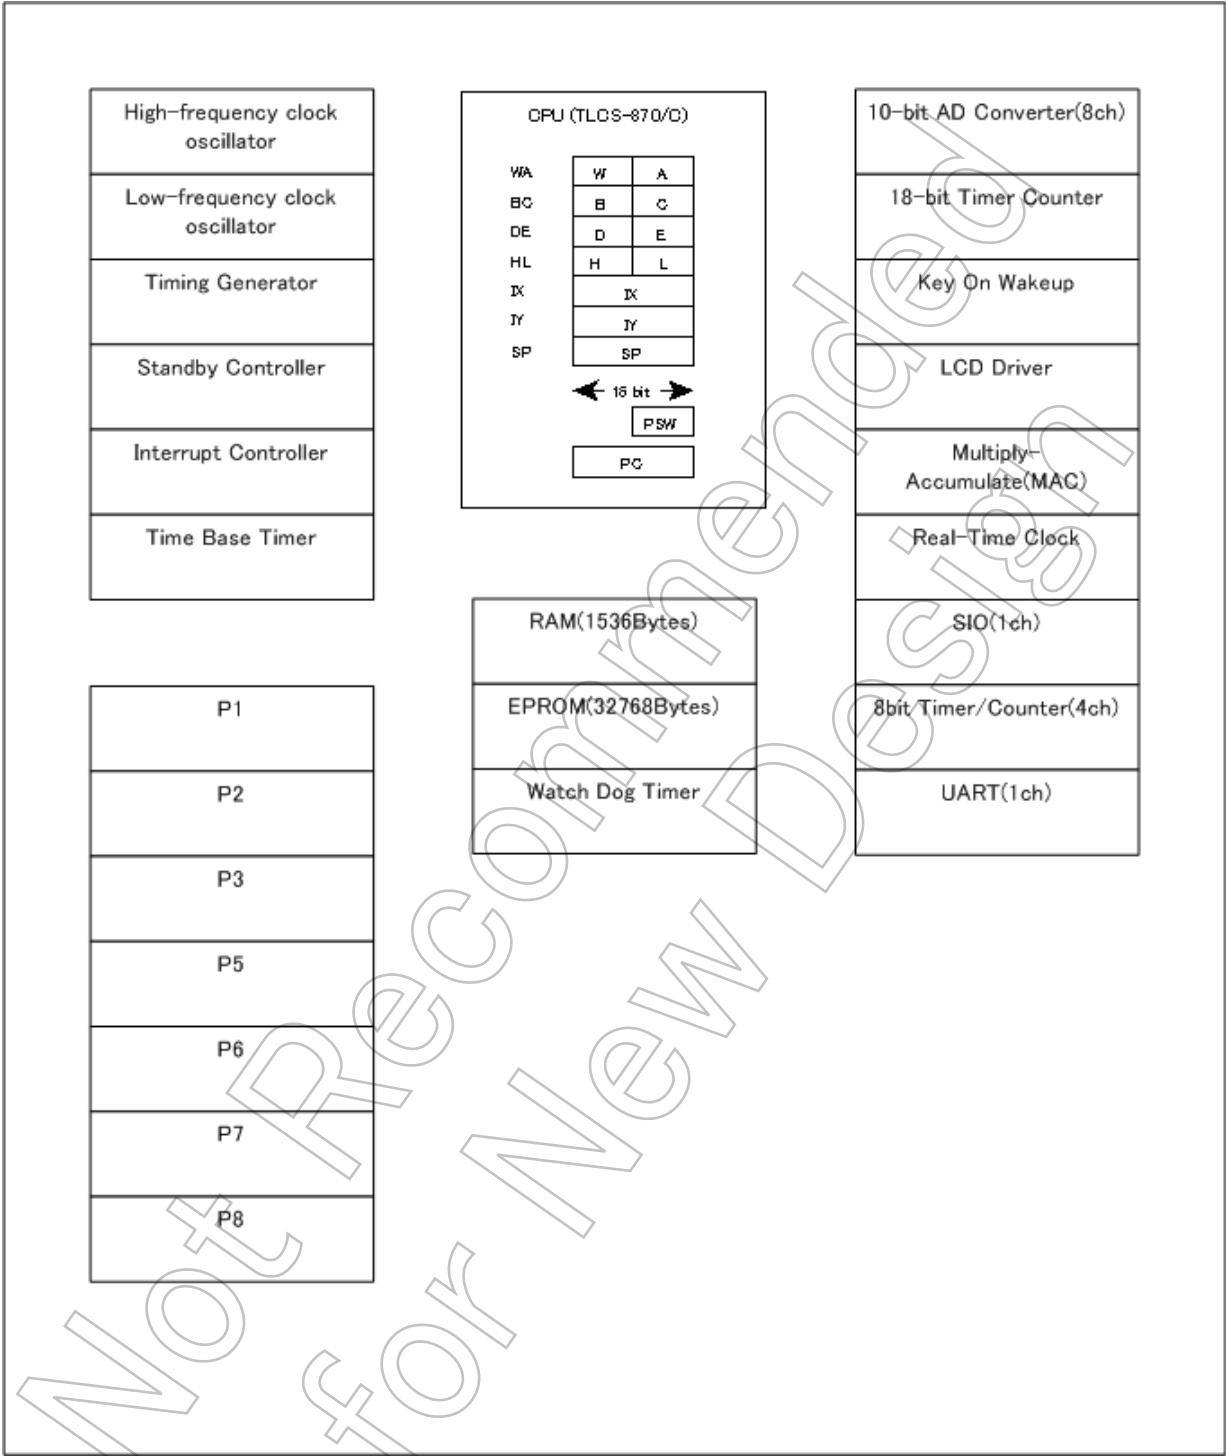 High-frequency clock
oscillator
Low-frequency clock
oscillator
Timing Generator
Standby Controller
Interrupt Controller
Time Base Timer
P1
P2
P3
P5
P6
P7
P8
CPU (TLCS-870/C)
WA W A
BC B C
DE D E
HL H L
IX IX
IY IY
SP SP
16 bit
PSW
PC
RAM(1536Bytes)
EPROM(32768Bytes)
Watch Dog Timer
10-bit AD Converter(8ch)
18-bit Timer Counter
Key On Wakeup
LCD Driver
Multiply-
Accumulate(MAC)
Real-Time Clock
SIO(1ch)
8bit Timer/Counter(4ch)
UART(1ch)
Not Recommended
for New Design